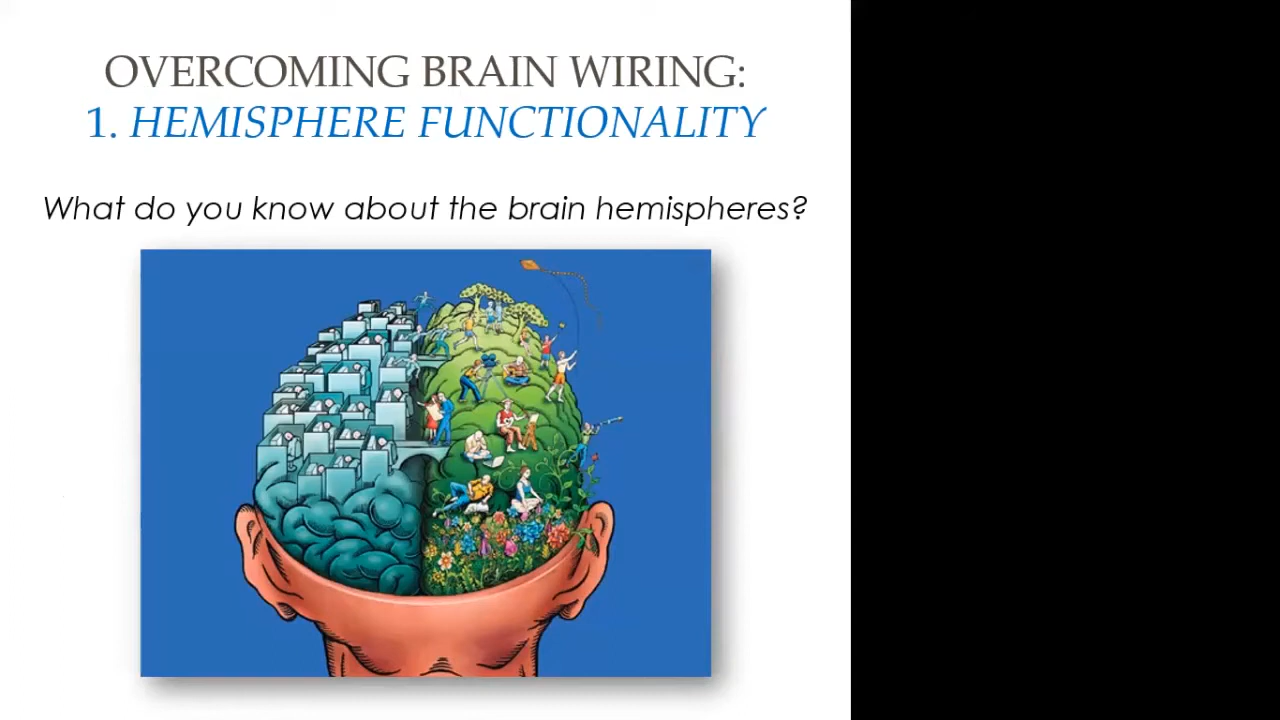 OVERCOMING BRAIN WIRING:
1. HEMISPHERE FUNCTIONALITY
What do you know about the brain hemispheres?